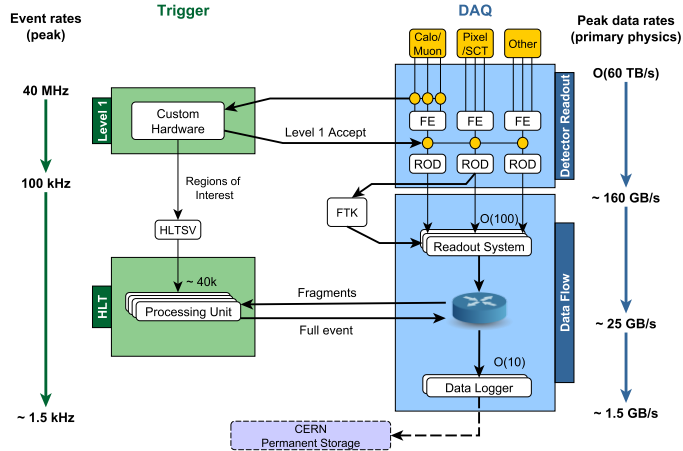 Event rates
(peak)
Trigger
DAQ
Peak data rates
(primary physics)
Calo/
Muon
Pixel
/SCT
Other
40 MHz
O(60 TB/s)
Level 1
Custom
Hardware
FE
FE
FE
Detector Readout
Level 1 Accept
ROD
ROD
ROD
100 kHz
Regions of
Interest
~ 160 GB/s
FTK
O(100)
HLTSV
Readout System
~ 40k
HLT
Processing Unit
Fragments
Full event
Data Flow
~ 25 GB/s
O(10)
Data Logger
~ 1.5 kHz
~ 1.5 GB/s
CERN
Permanent Storage